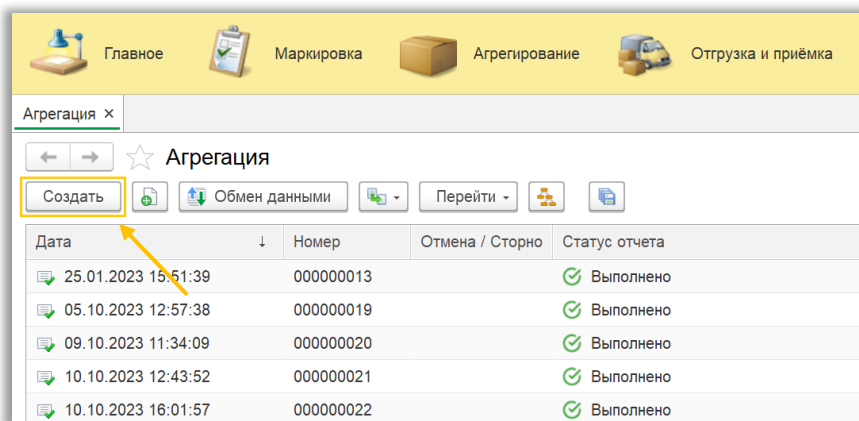 Главное Маркировка Агрегирование Отгрузка и приёмка
Агрегация ×
Агрегация
Создать Обмен данными Перейти
Дата ↓ Номер Отмена / Сторно Статус отчета
25.01.2023 15:51:39 000000013 Выполнено
05.10.2023 12:57:38 000000019 Выполнено
09.10.2023 11:34:09 000000020 Выполнено
10.10.2023 12:43:52 000000021 Выполнено
10.10.2023 16:01:57 000000022 Выполнено